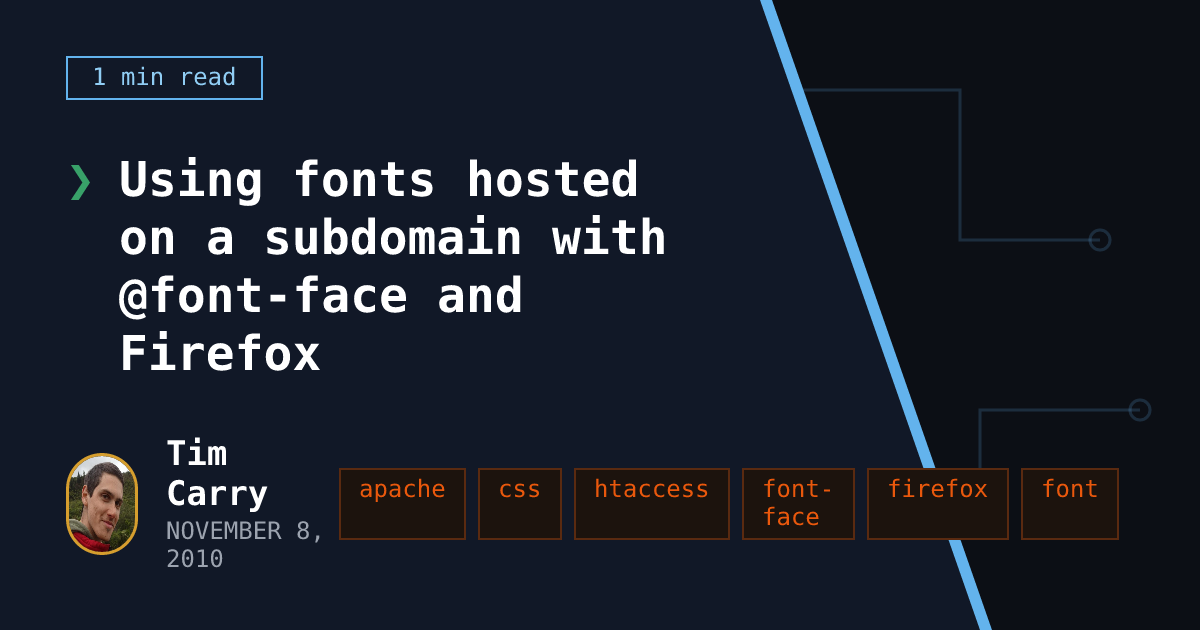 1 min read
❯ Using fonts hosted
on a subdomain with
@font-face and
Firefox
Tim
Carry
NOVEMBER 8,
2010
apache
css
htaccess
font-
face
firefox
font